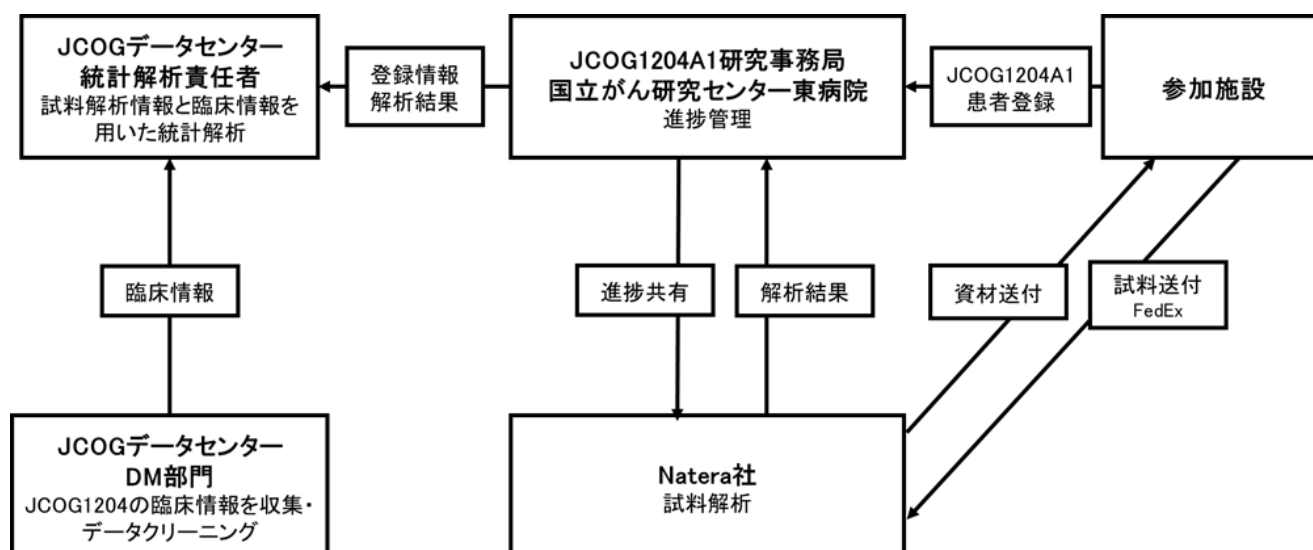 JCOGデータセンター
統計解析責任者
試料解析情報と臨床情報を
用いた統計解析
登録情報
解析結果
JCOG1204A1研究事務局
国立がん研究センター東病院
進捗管理
JCOG1204A1
患者登録
参加施設
臨床情報
進捗共有
解析結果
資材送付
試料送付
FedEx
JCOGデータセンター
DM部門
JCOG1204の臨床情報を収集・
データクリーニング
Natera社
試料解析